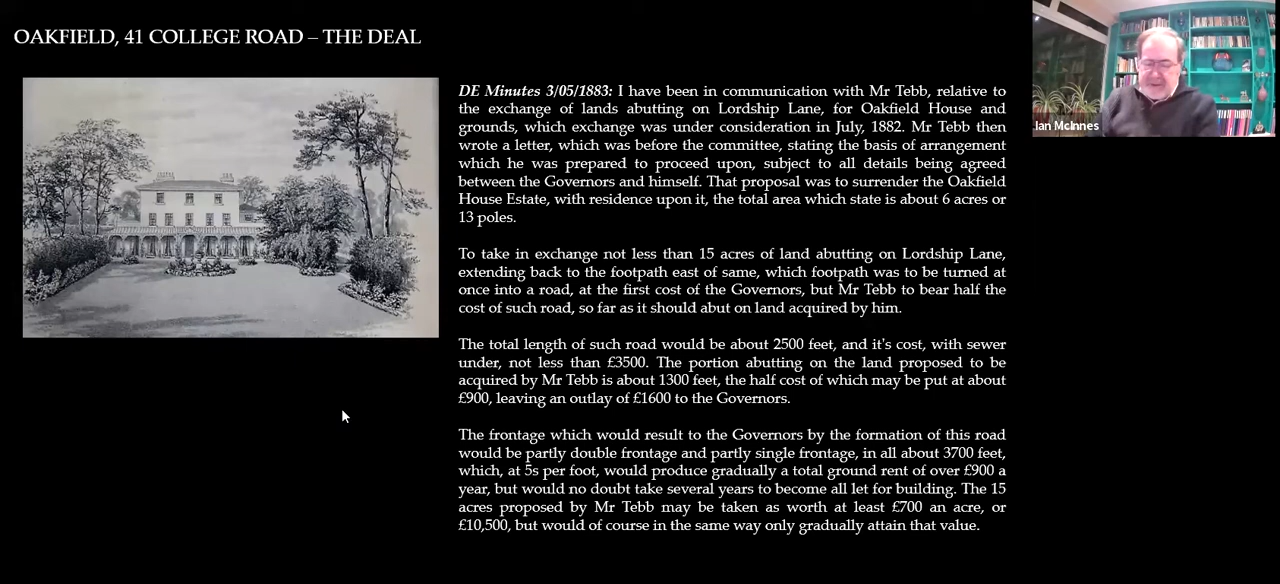 OAKFIELD, 41 COLLEGE ROAD – THE DEAL
DE Minutes 3/05/1883: I have been in communication with Mr Tebb, relative to
the exchange of lands abutting on Lordship Lane, for Oakfield House and
grounds, which exchange was under consideration in July, 1882. Mr Tebb then
wrote a letter, which was before the committee, stating the basis of arrangement
which he was prepared to proceed upon, subject to all details being agreed
between the Governors and himself. That proposal was to surrender the Oakfield
House Estate, with residence upon it, the total area which state is about 6 acres or
13 poles.
To take in exchange not less than 15 acres of land abutting on Lordship Lane,
extending back to the footpath east of same, which footpath was to be turned at
once into a road, at the first cost of the Governors, but Mr Tebb to bear half the
cost of such road, so far as it should abut on land acquired by him.
The total length of such road would be about 2500 feet, and it's cost, with sewer
under, not less than £3500. The portion abutting on the land proposed to be
acquired by Mr Tebb is about 1300 feet, the half cost of which may be put at about
£900, leaving an outlay of £1600 to the Governors.
The frontage which would result to the Governors by the formation of this road
would be partly double frontage and partly single frontage, in all about 3700 feet,
which, at 5s per foot, would produce gradually a total ground rent of over £900 a
year, but would no doubt take several years to become all let for building. The 15
acres proposed by Mr Tebb may be taken as worth at least £700 an acre, or
£10,500, but would of course in the same way only gradually attain that value.
Ian McInnes